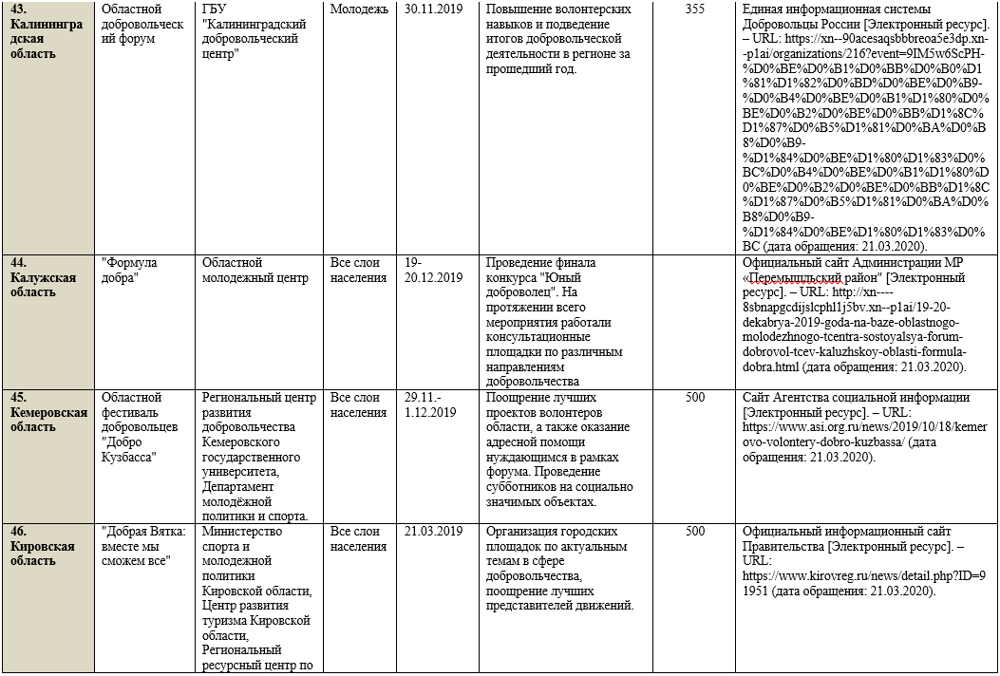 43.
Калинингра
дская
область
Областной
добровольческ
ий форум
ГБУ
"Калининградский
добровольческий
центр"
Молодежь
30.11.2019
Повышение волонтерских
навыков и подведение
итогов добровольческой
деятельности в регионе за
прошедший год.
355
Единая информационная системы
Добровольцы России [Электронный ресурс].
– URL: https://xn--90acesaqsbbbreoa5e3dp.xn-
-p1ai/organizations/216?event=9IM5w6ScPH-
%D0%BE%D0%B1%D0%BB%D0%B0%D1
%81%D1%82%D0%BD%D0%BE%D0%B9-
%D0%B4%D0%BE%D0%B1%D1%80%D0%
BE%D0%B2%D0%BE%D0%BB%D1%8C%
D1%87%D0%B5%D1%81%D0%BA%D0%B
8%D0%B9-
%D1%84%D0%BE%D1%80%D1%83%D0%
BC%D0%B4%D0%BE%D0%B1%D1%80%D
0%BE%D0%B2%D0%BE%D0%BB%D1%8C
%D1%87%D0%B5%D1%81%D0%BA%D0%
B8%D0%B9-
%D1%84%D0%BE%D1%80%D1%83%D0%
BC (дата обращения: 21.03.2020).
44.
Калужская
область
"Формула
добра"
Областной
молодежный центр
Все слои
населения
19-
20.12.2019
Проведение финала
конкурса "Юный
доброволец". На
протяжении всего
мероприятия работали
консультационные
площадки по различным
направлениям
добровольчества
Официальный сайт Администрации МР
«Перемышльский район" [Электронный
ресурс]. – URL: http://xn----
8sbnapgcdijslcphl1j5bv.xn--p1ai/19-20-
dekabrya-2019-goda-na-baze-oblastnogo-
molodezhnogo-tcentra-sostoyalsya-forum-
dobrovol-tcev-kaluzhskoy-oblasti-formula-
dobra.html (дата обращения: 21.03.2020).
45.
Кемеровская
область
Областной
фестиваль
добровольцев
"Добро
Кузбасса"
Региональный центр
развития
добровольчества
Кемеровского
государственного
университета,
Департамент
молодёжной
политики и спорта.
Все слои
населения
29.11.-
1.12.2019
Поощрение лучших
проектов волонтеров
области, а также оказание
адресной помощи
нуждающимся в рамках
форума. Проведение
субботников на социально
значимых объектах.
500
Сайт Агентства социальной информации
[Электронный ресурс]. – URL:
https://www.asi.org.ru/news/2019/10/18/kemer
ovo-volontery-dobro-kuzbassa/ (дата
обращения: 21.03.2020).
46.
Кировская
область
"Добрая Вятка:
вместе мы
сможем все"
Министерство
спорта и
молодежной
политики
Кировской области,
Центр развития
туризма Кировской
области,
Региональный
ресурсный центр по
Все слои
населения
21.03.2019
Организация городских
площадок по актуальным
темам в сфере
добровольчества,
поощрение лучших
представителей движений.
500
Официальный информационный сайт
Правительства [Электронный ресурс]. –
URL:
https://www.kirovreg.ru/news/detail.php?ID=9
1951 (дата обращения: 21.03.2020).